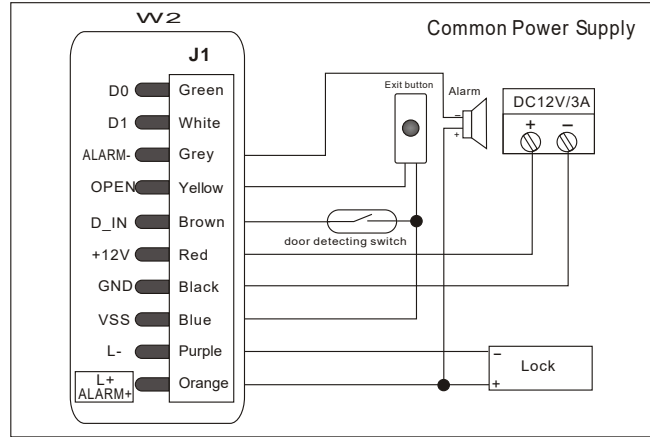 W2
Common Power Supply
J1
D0 Green
D1 White
ALARM- Grey
OPEN Yellow
D_IN Brown
+12V Red
GND Black
VSS Blue
L- Purple
L+
ALARM+ Orange
Exit button
Alarm
−
+
DC12V/3A
+ −
door detecting switch
−
Lock
+